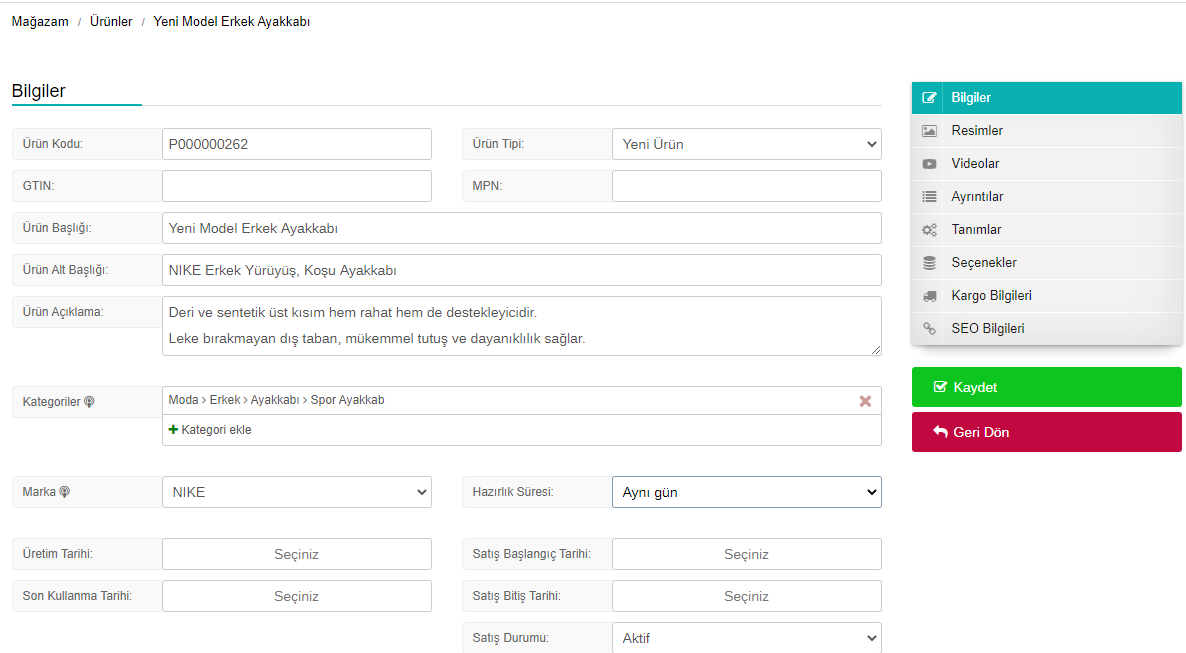 Mağazam / Ürünler / Yeni Model Erkek Ayakkabı
Bilgiler
Ürün Kodu: P000000262 Ürün Tipi: Yeni Ürün
GTIN: MPN:
Ürün Başlığı: Yeni Model Erkek Ayakkabı
Ürün Alt Başlığı: NIKE Erkek Yürüyüş, Koşu Ayakkabı
Ürün Açıklama: Deri ve sentetik üst kısım hem rahat hem de destekleyicidir.
Leke bırakmayan dış taban, mükemmel tutuş ve dayanıklılık sağlar.
Kategoriler Moda › Erkek › Ayakkabı › Spor Ayakkab
Kategori ekle
Marka NIKE Hazırlık Süresi: Aynı gün
Üretim Tarihi: Seçiniz Satış Başlangıç Tarihi: Seçiniz
Son Kullanma Tarihi: Seçiniz Satış Bitiş Tarihi: Seçiniz
Satış Durumu: Aktif
Bilgiler
Resimler
Videolar
Ayrıntılar
Tanımlar
Seçenekler
Kargo Bilgileri
SEO Bilgileri
Kaydet
Geri Dön